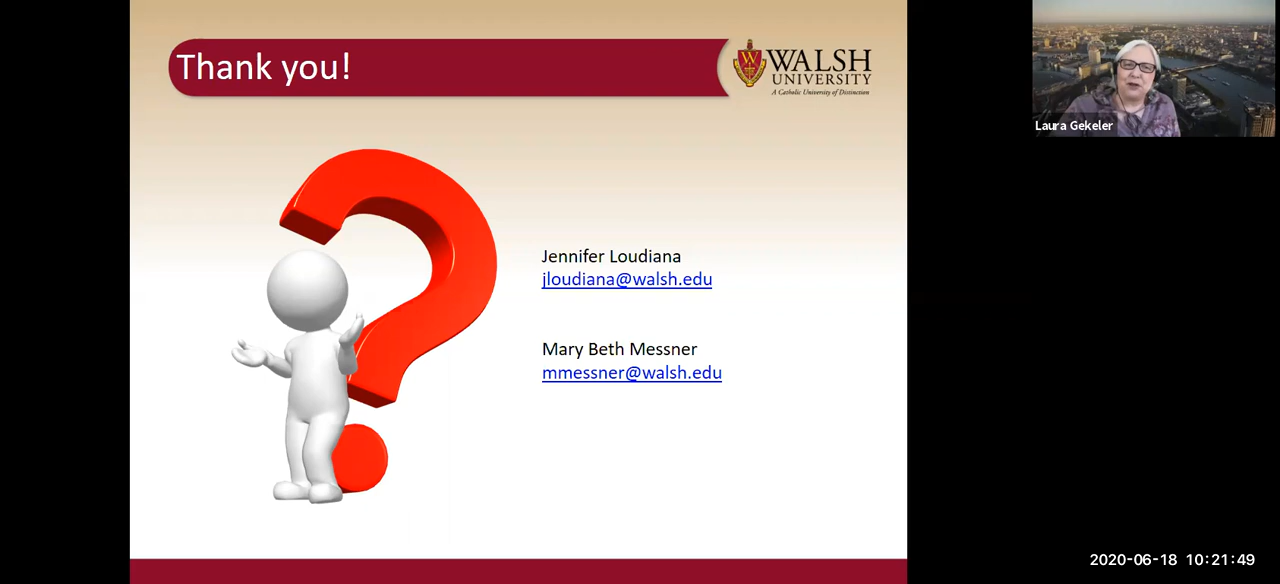 Thank you!
WALSH
UNIVERSITY
A Catholic University of Distinction
W
Laura Gekeler
Jennifer Loudiana
jloudiana@walsh.edu
Mary Beth Messner
mmessner@walsh.edu
2020-06-18 10:21:49